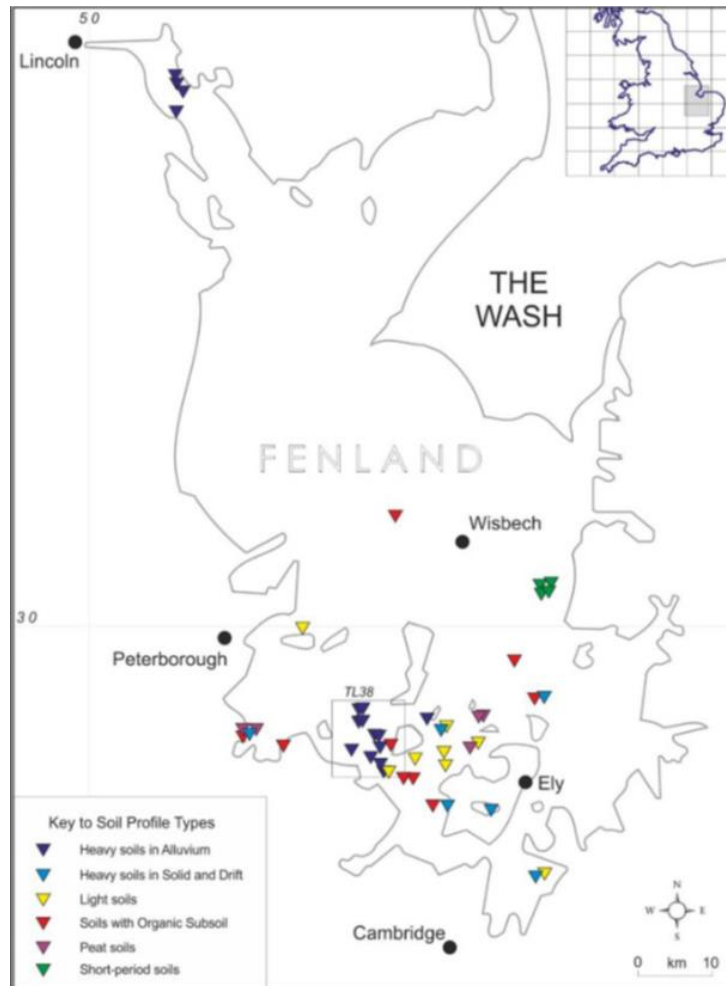 50
Lincoln
THE
WASH
FENLAND
Wisbech
30
Peterborough
TL38
Ely
Key to Soil Profile Types
Heavy soils in Alluvium
Heavy soils in Solid and Drift
Light soils
Soils with Organic Subsoil
Peat soils
Short-period soils
Cambridge
N
W E
S
0 km 10